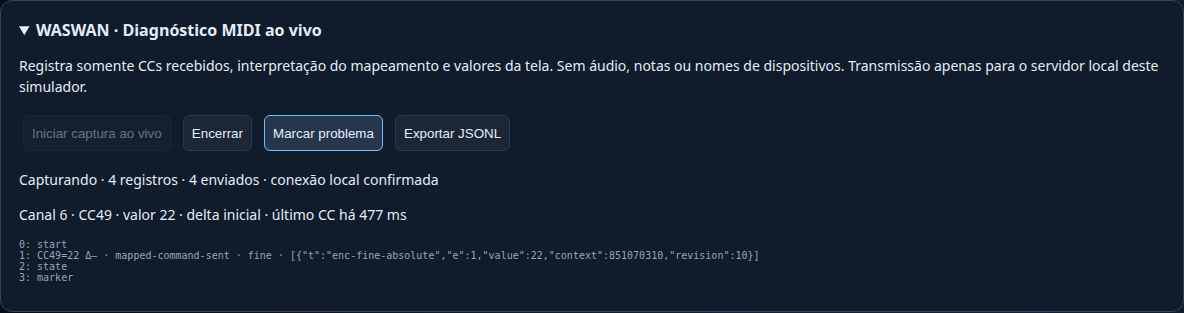 ▼ WASWAN · Diagnóstico MIDI ao vivo
Registra somente CCs recebidos, interpretação do mapeamento e valores da tela. Sem áudio, notas ou nomes de dispositivos. Transmissão apenas para o servidor local deste
simulador.
Iniciar captura ao vivo Encerrar Marcar problema Exportar JSONL
Capturando · 4 registros · 4 enviados · conexão local confirmada
Canal 6 · CC49 · valor 22 · delta inicial · último CC há 477 ms
0: start
1: CC49=22 Δ— · mapped-command-sent · fine · [{"t":"enc-fine-absolute","e":1,"value":22,"context":851070310,"revision":10}]
2: state
3: marker